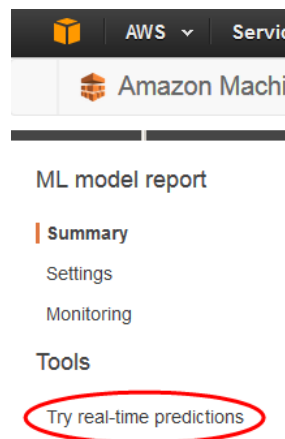 AWS Servic
Amazon Machi
ML model report
Summary
Settings
Monitoring
Tools
Try real-time predictions